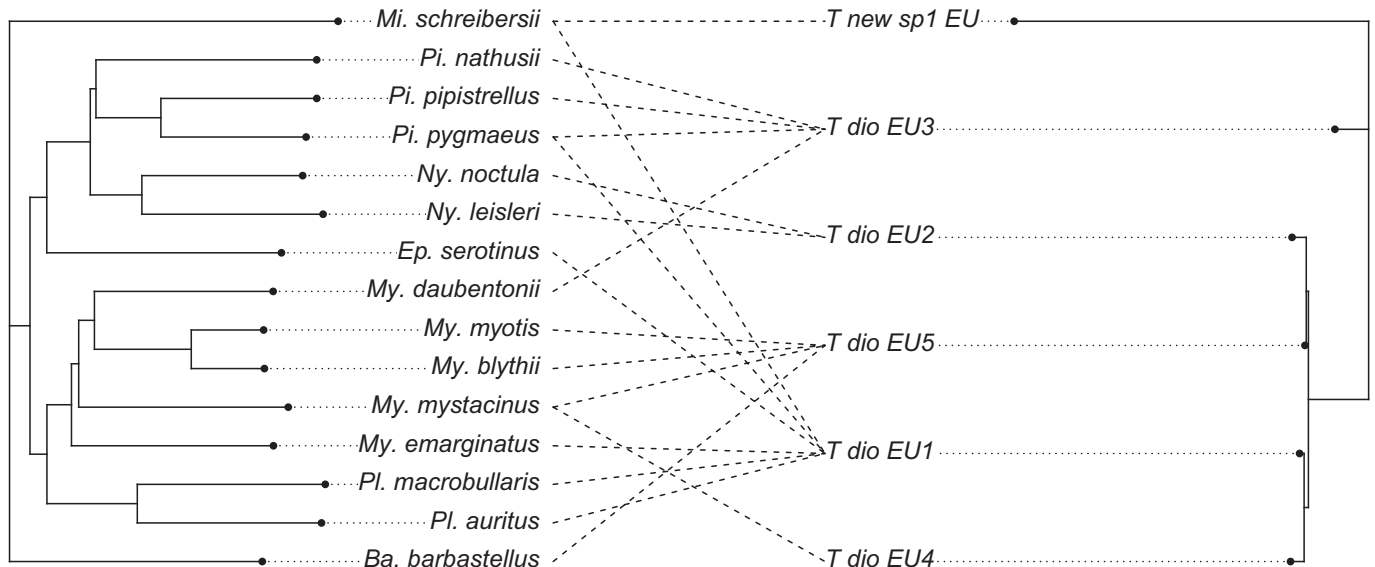 Mi. schreibersii
Pi. nathusii
Pi. pipistrellus
Pi. pygmaeus
Ny. noctula
Ny. leisleri
Ep. serotinus
My. daubentonii
My. myotis
My. blythii
My. mystacinus
My. emarginatus
Pl. macrobullaris
Pl. auritus
Ba. barbastellus
T new sp1 EU
T dio EU3
T dio EU2
T dio EU5
T dio EU1
T dio EU4